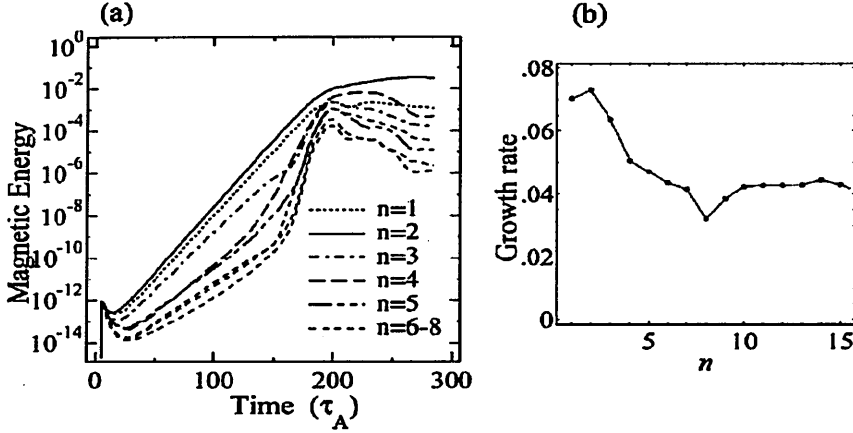 (a)
(b)
Magnetic Energy
10^0
10^-2
10^-4
10^-6
10^-8
10^-10
10^-12
10^-14
0
100
200
300
Time (τ_A)
n=1
n=2
n=3
n=4
n=5
n=6-8
Growth rate
.08
.06
.04
.02
0
5
10
15
n